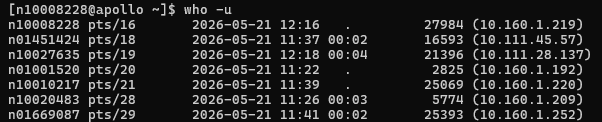 [n10008228@apollo ~]$ who -u
n10008228 pts/16       2026-05-21 12:16   .         27984 (10.160.1.219)
n01451424 pts/18       2026-05-21 11:37 00:02       16593 (10.111.45.57)
n10027635 pts/19       2026-05-21 12:18 00:04       21396 (10.111.28.137)
n01001520 pts/20       2026-05-21 11:22   .          2825 (10.160.1.192)
n10010217 pts/21       2026-05-21 11:39   .         25069 (10.160.1.220)
n10020483 pts/28       2026-05-21 11:26 00:03        5774 (10.160.1.209)
n01669087 pts/29       2026-05-21 11:41 00:02       25393 (10.160.1.252)